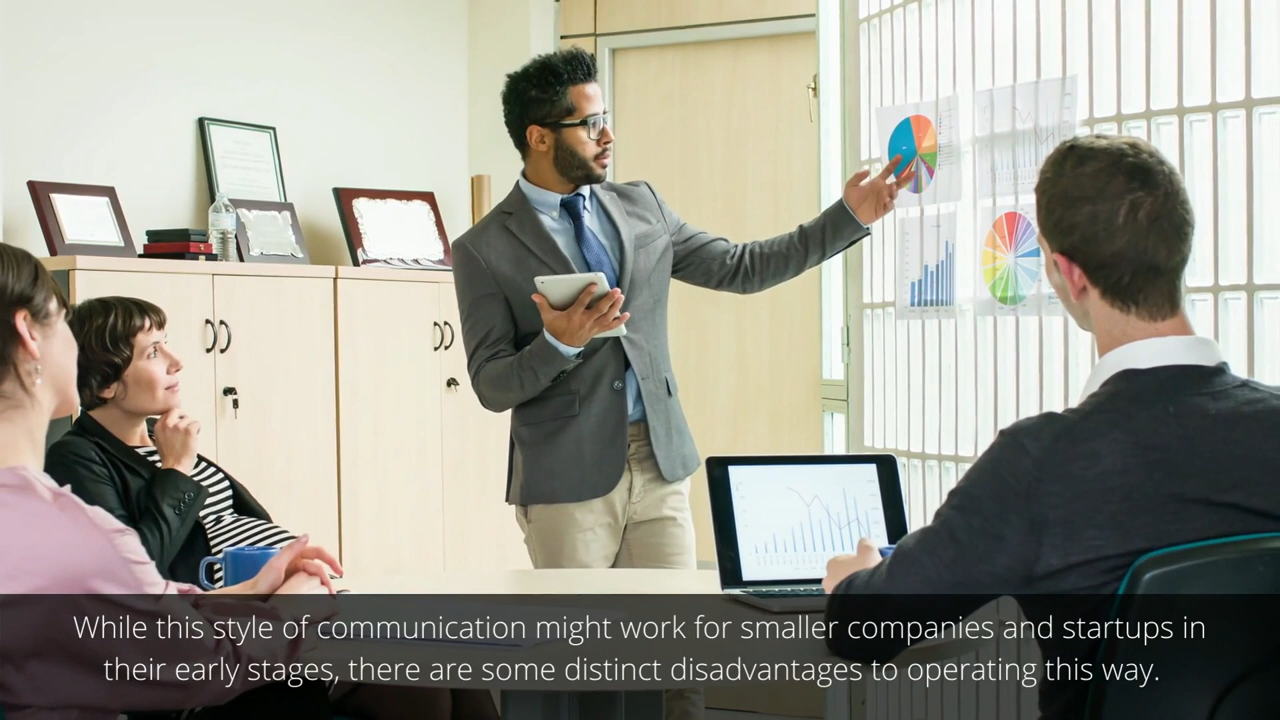 While this style of communication might work for smaller companies and startups in
their early stages, there are some distinct disadvantages to operating this way.